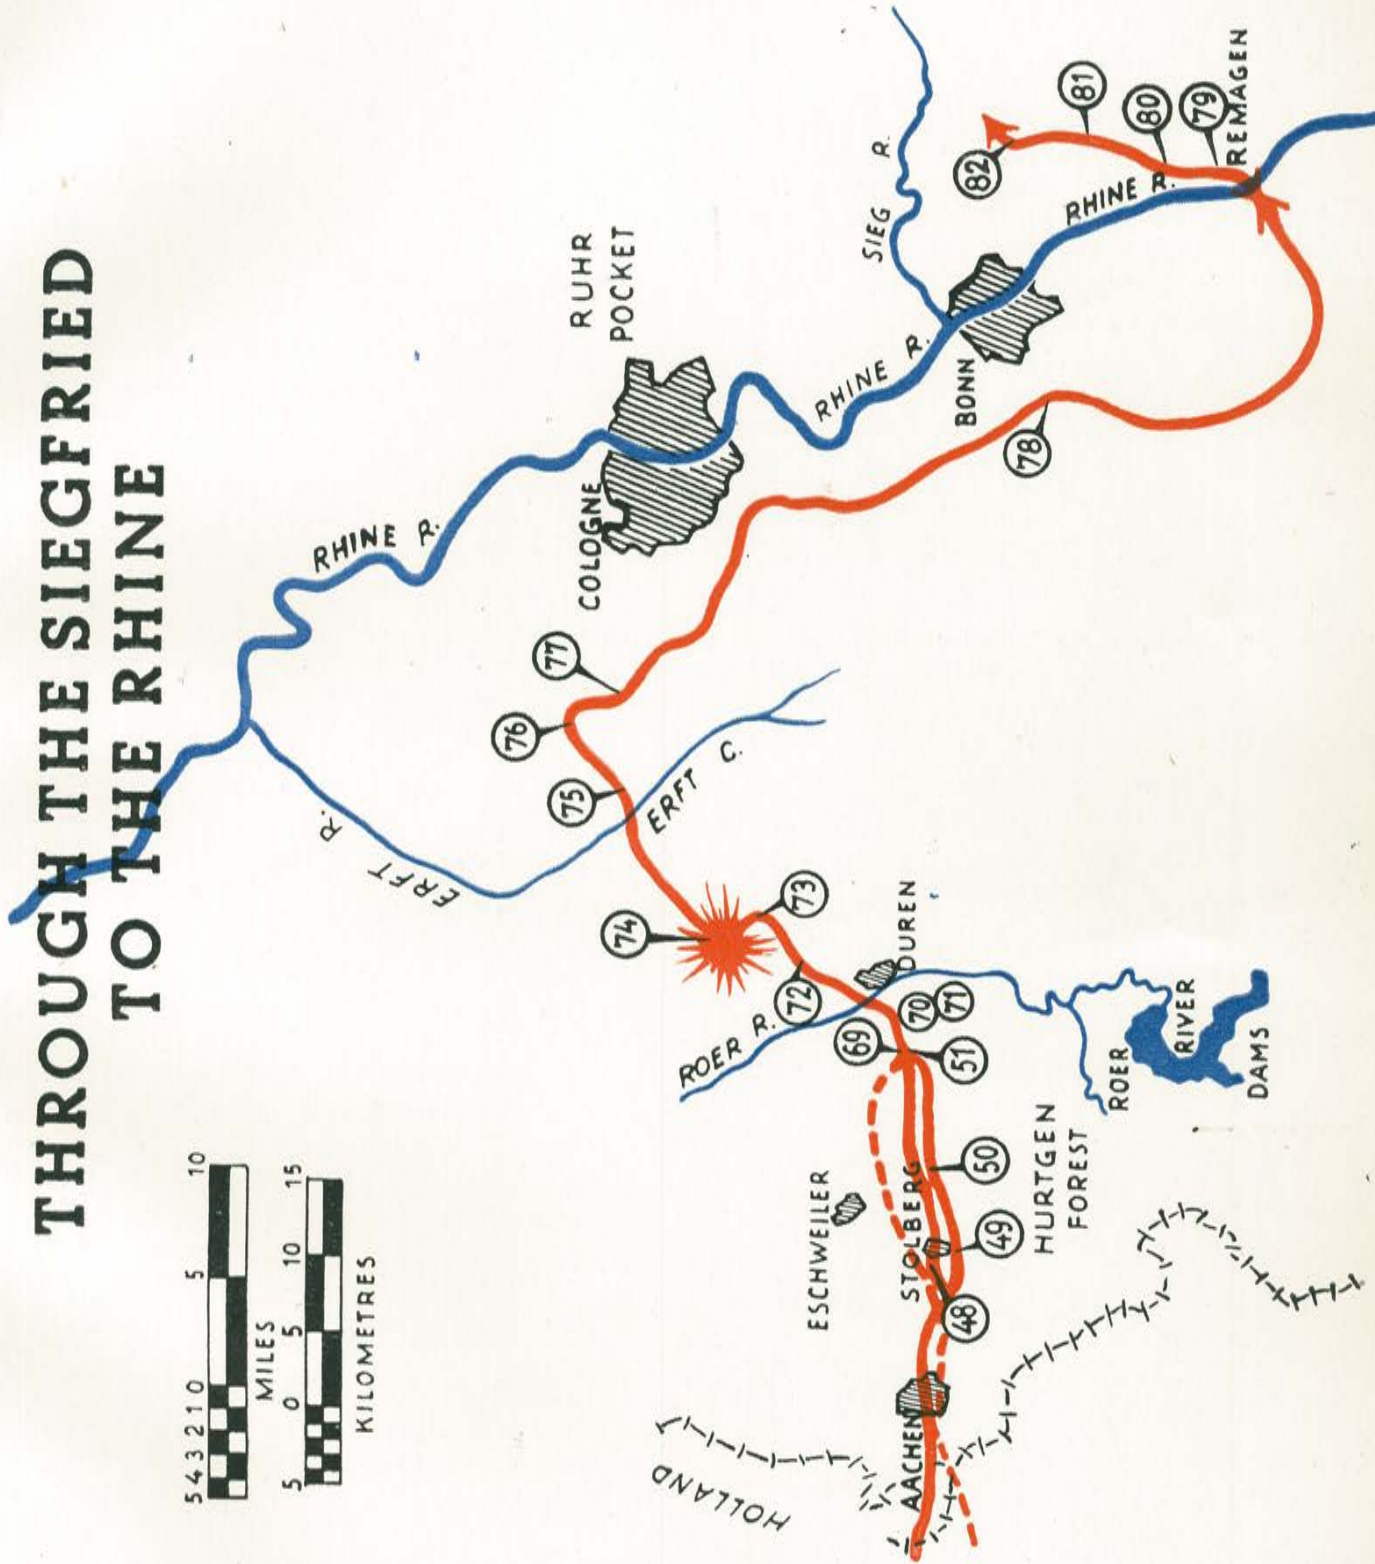 THROUGH THE SIEGFRIED
TO THE RHINE
5 4 3 2 1 0 5 10
MILES
5 0 5 10 15
KILOMETRES
RHINE R.
RUHR
POCKET
COLOGNE
ERFT R.
76
77
75
ERFT C.
RHINE R.
SIEG R.
BONN
78
82
81
80
79
RHINE R.
REMAGEN
74
73
72
ROER R.
DUREN
69
70
71
51
ESCHWEILER
STOLBERG
50
49
48
HURTGEN
FOREST
ROER
RIVER
DAMS
HOLLAND
AACHEN